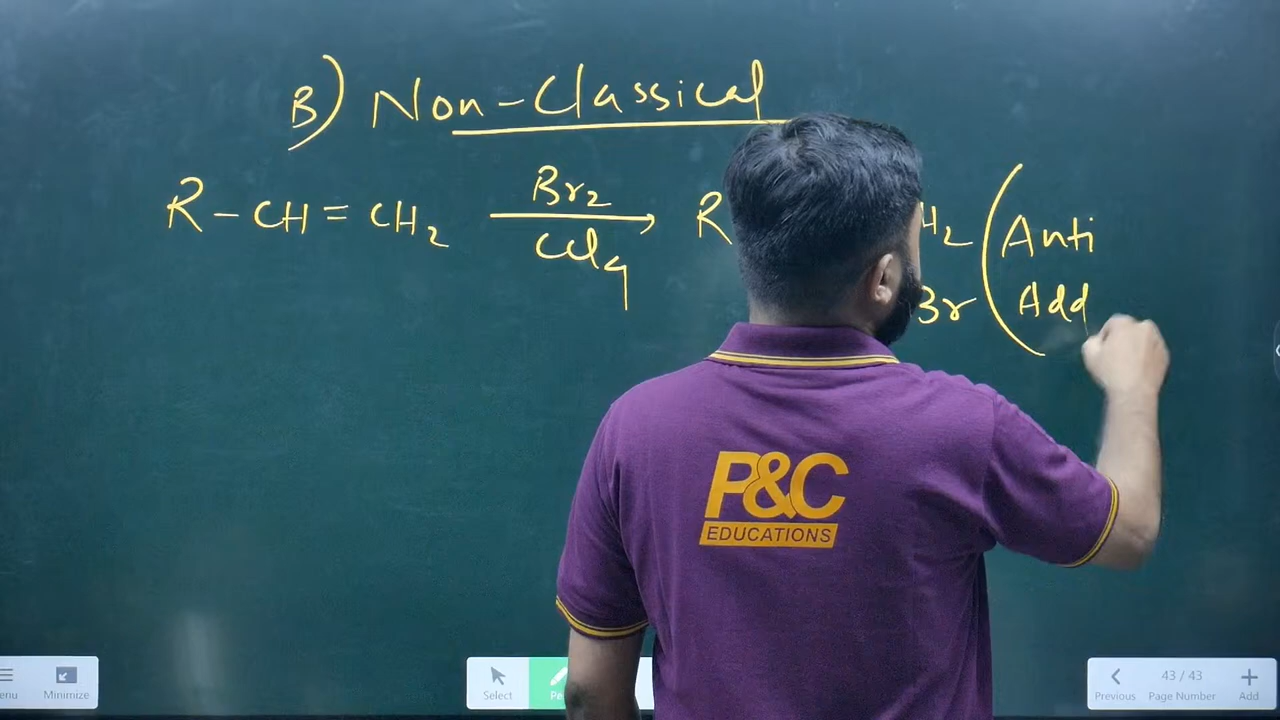 B) Non-Classical
R-CH=CH2 Br2 R H2 (Anti
CCl4 Br Add
P&C
EDUCATIONS
Menu Minimize Select Previous 43 / 43 Page Number Add